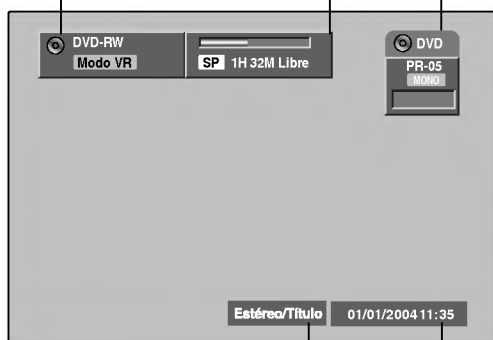 DVD-RW
Modo VR
SP 1H 32M Libre
DVD
PR-05
MONO
Estéreo/Título
01/01/2004 11:35